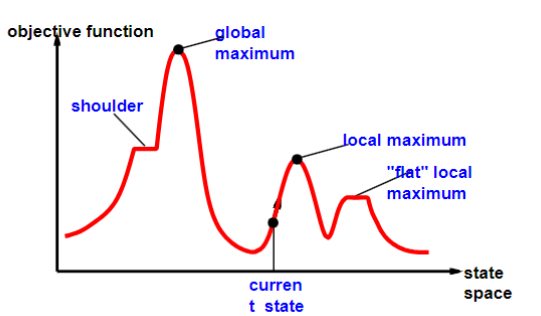 objective function
global
maximum
shoulder
local maximum
"flat" local
maximum
curren
t state
state
space